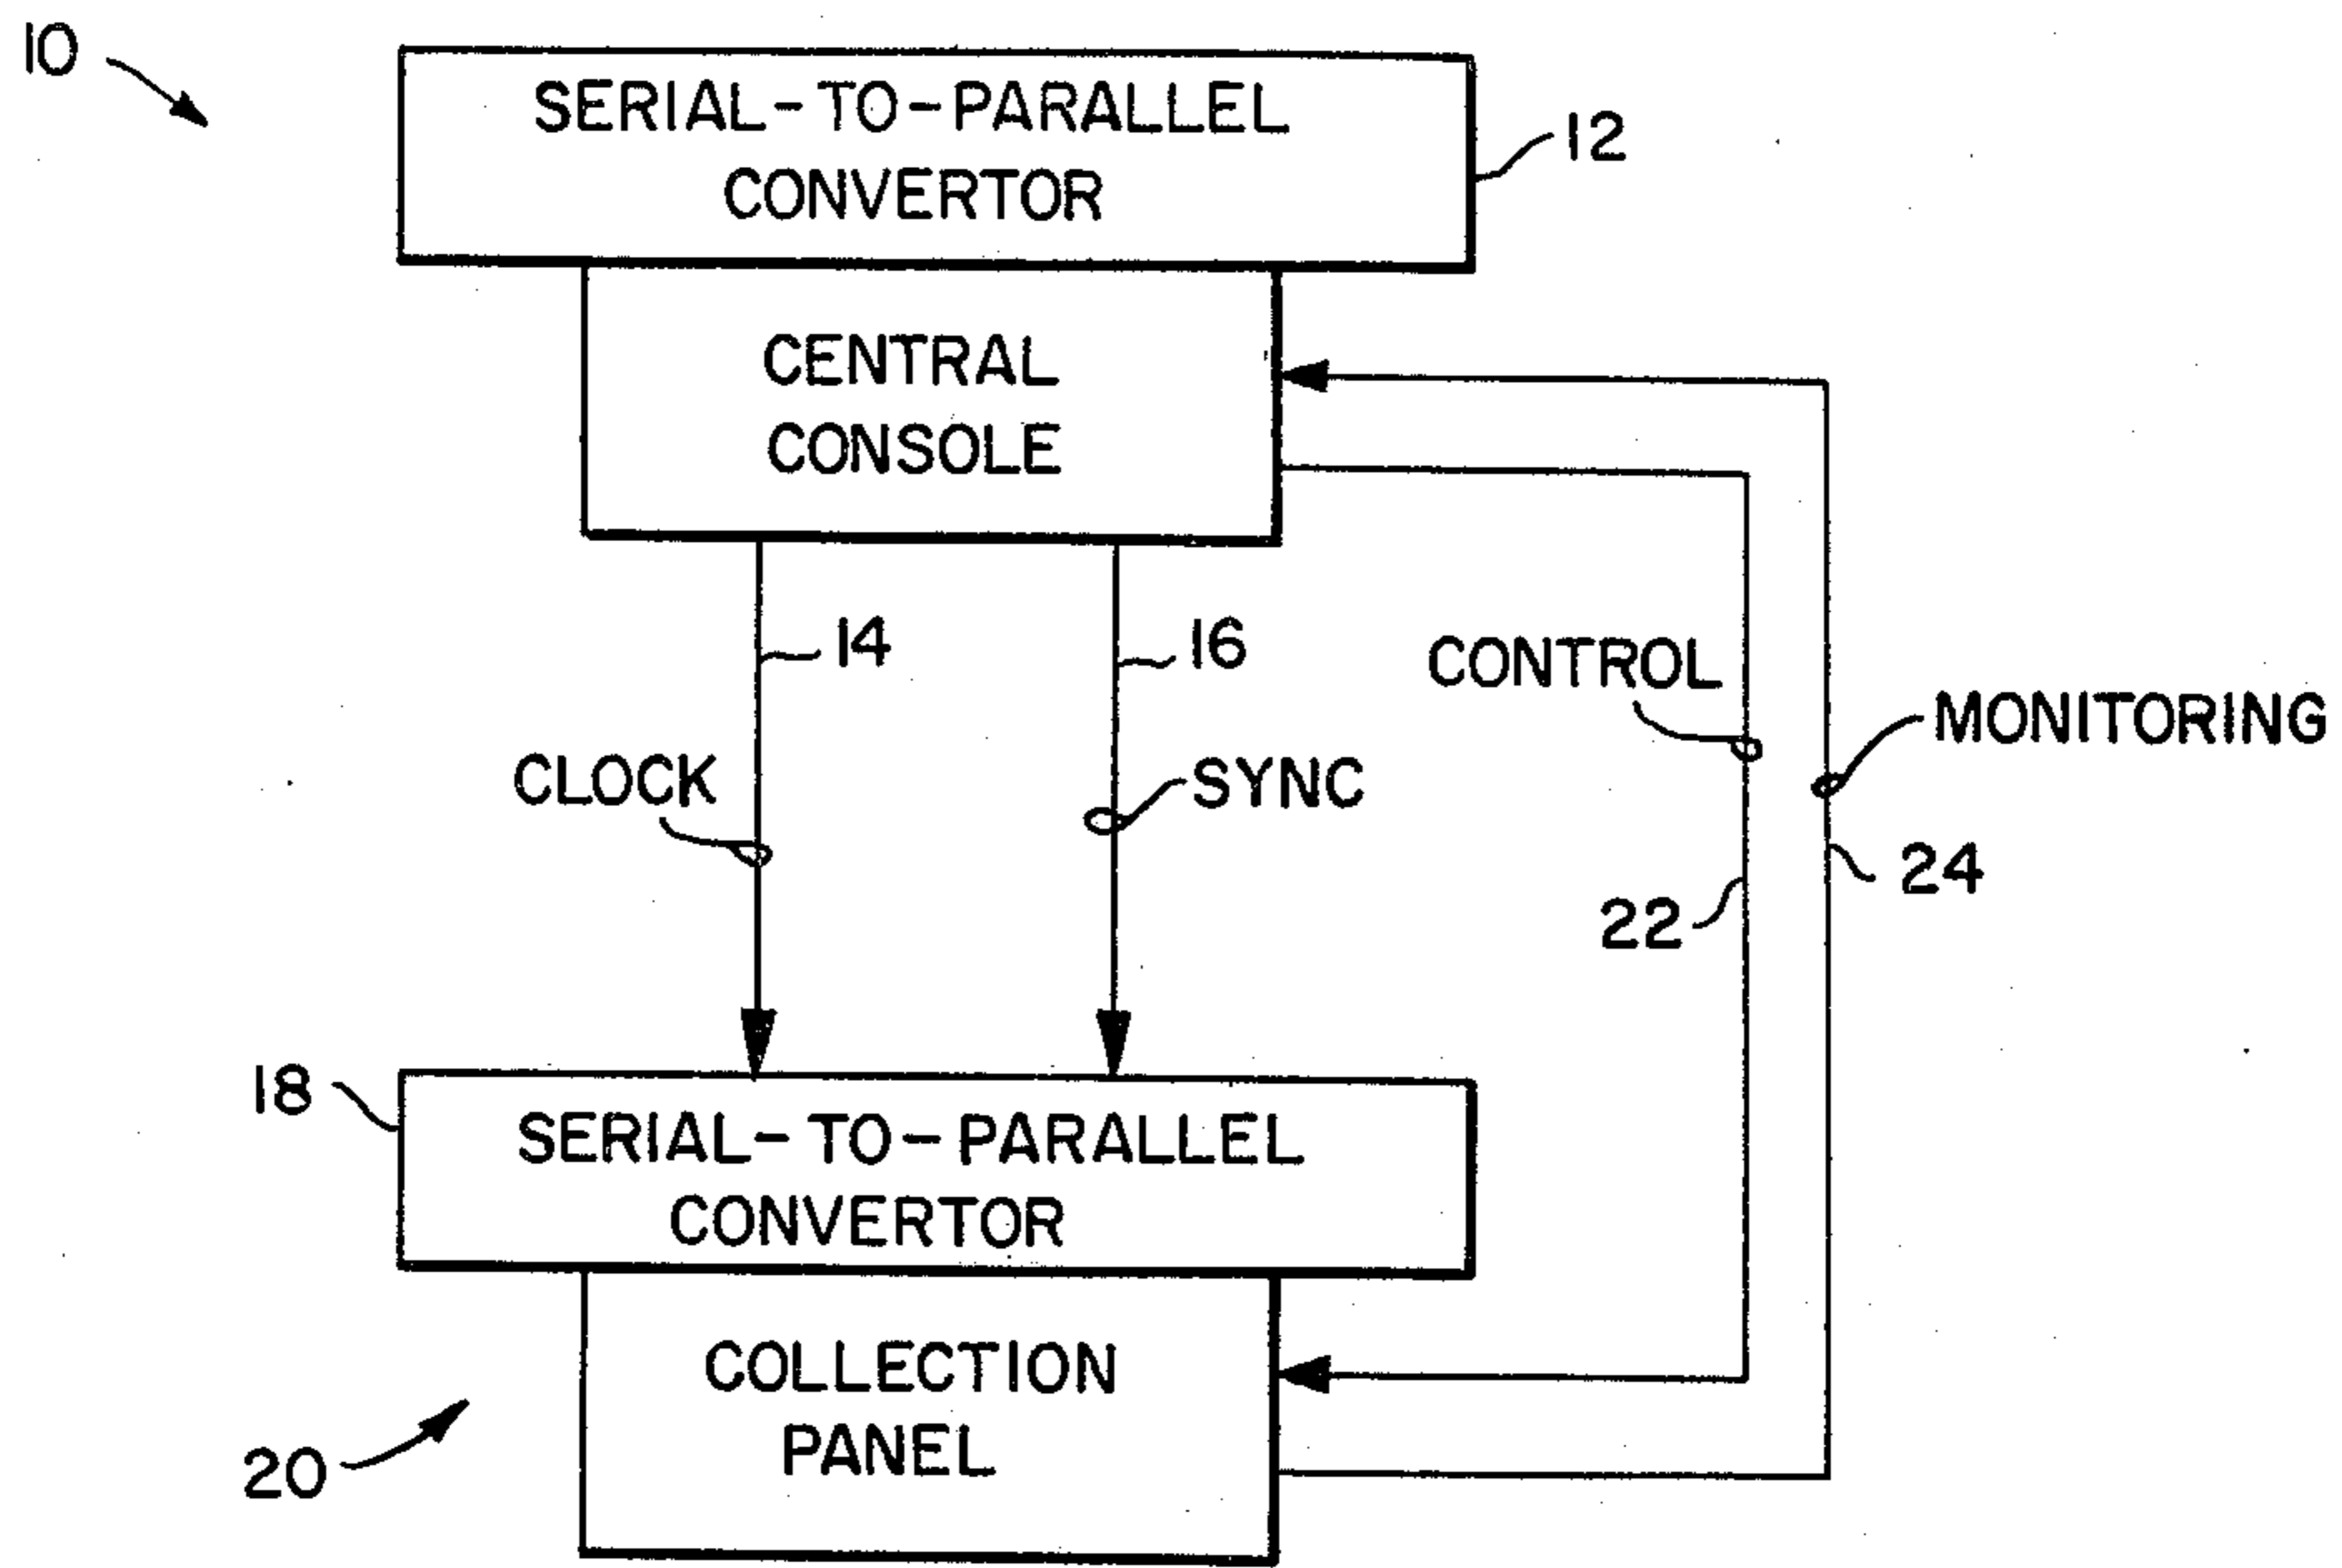 10
SERIAL-TO-PARALLEL
CONVERTOR
12
CENTRAL
CONSOLE
14
16
CONTROL
MONITORING
CLOCK
SYNC
24
22
18
SERIAL-TO-PARALLEL
CONVERTOR
COLLECTION
PANEL
20